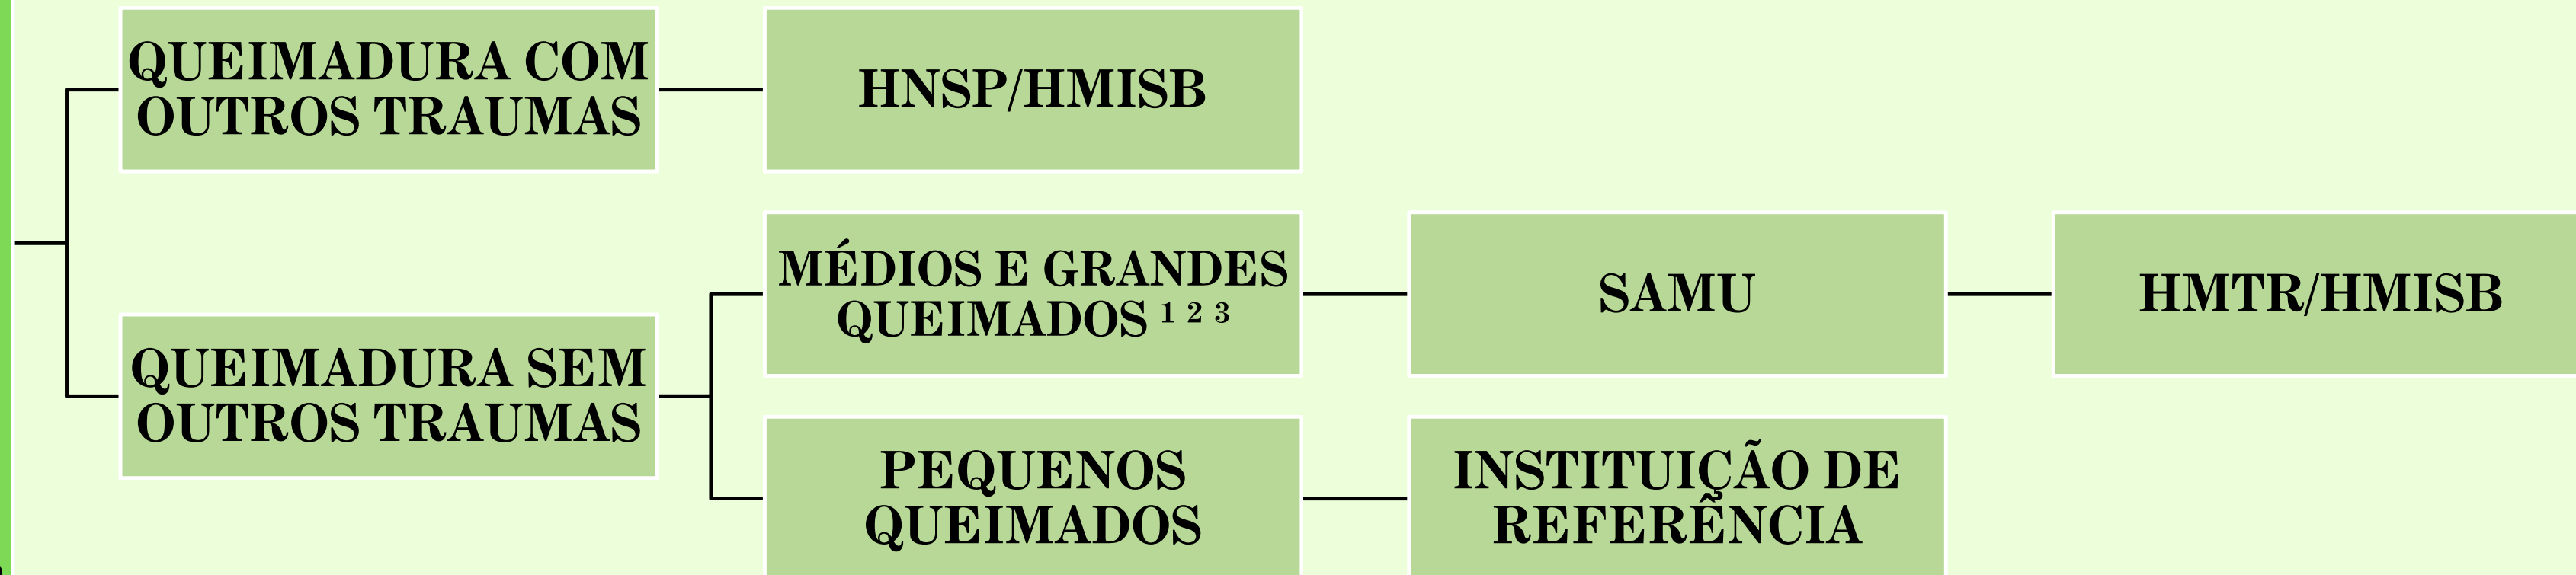 QUEIMADURA COM
OUTROS TRAUMAS
HNSP/HMISB
QUEIMADURA SEM
OUTROS TRAUMAS
MÉDIOS E GRANDES
QUEIMADOS ¹ ² ³
SAMU
HMTR/HMISB
PEQUENOS
QUEIMADOS
INSTITUIÇÃO DE
REFERÊNCIA